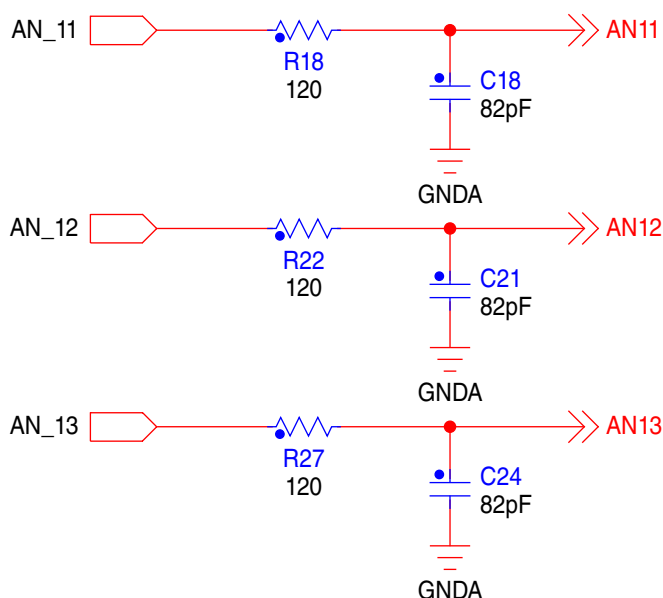 AN_11
AN11
R18
120
C18
82pF
GNDA
AN_12
AN12
R22
120
C21
82pF
GNDA
AN_13
AN13
R27
120
C24
82pF
GNDA